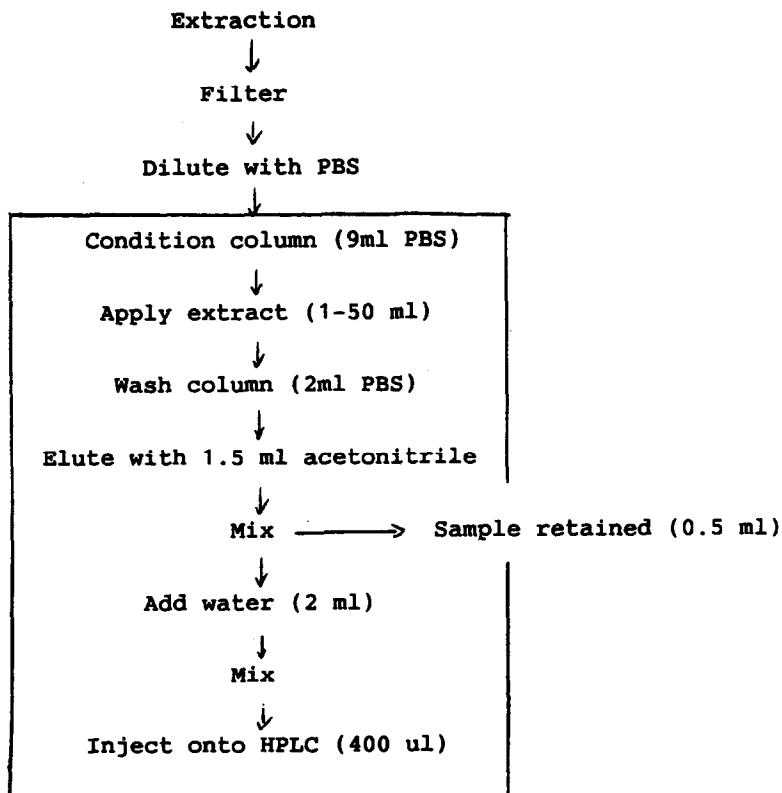 Extraction
Filter
Dilute with PBS
Condition column (9ml PBS)
Apply extract (1-50 ml)
Wash column (2ml PBS)
Elute with 1.5 ml acetonitrile
Mix
Sample retained (0.5 ml)
Add water (2 ml)
Mix
Inject onto HPLC (400 ul)